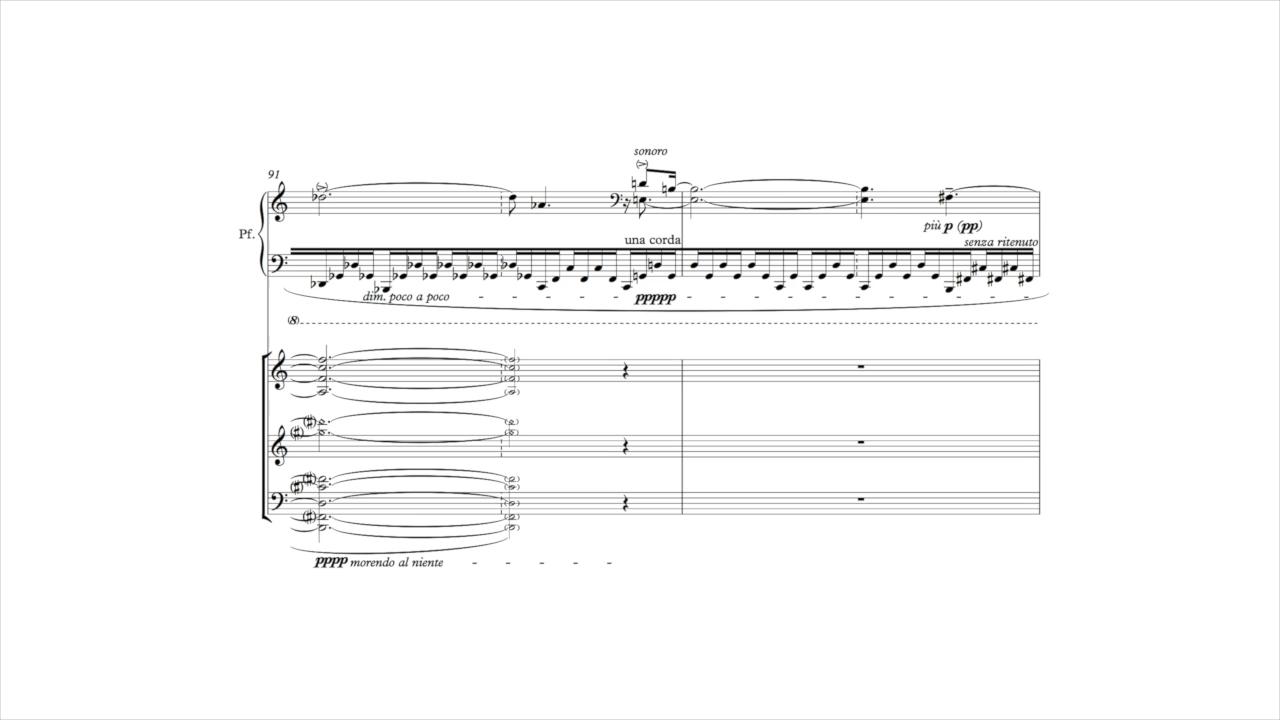 sonoro
91
Pf.
più p (pp)
una corda
senza ritenuto
dim. poco a poco - - - - - ppppp - - - - - - - - - - -
(8)
pppp morendo al niente - - - - -